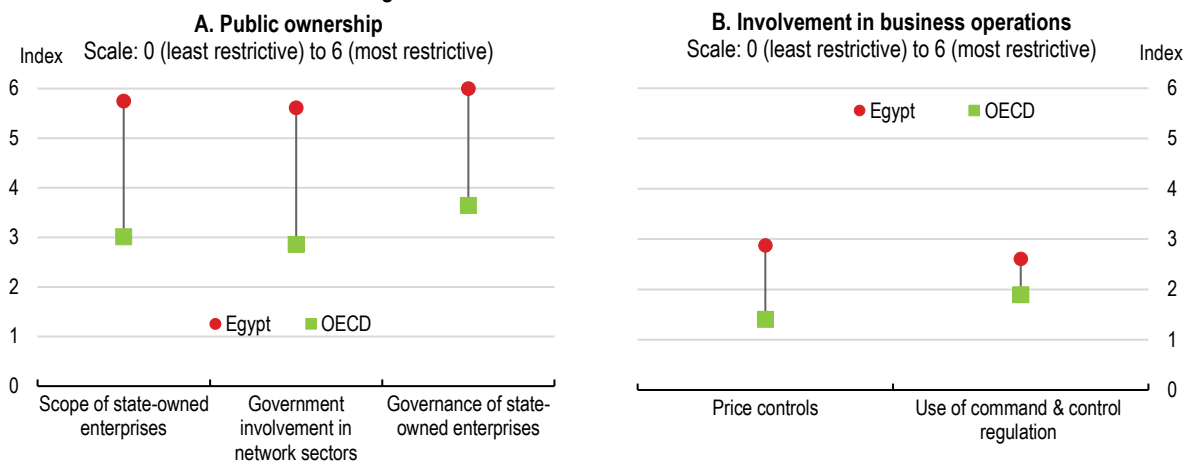 A. Public ownership
Index Scale: 0 (least restrictive) to 6 (most restrictive)
6
5
4
3
2
1
0
Egypt OECD
Scope of state-owned enterprises
Government involvement in network sectors
Governance of state-owned enterprises
B. Involvement in business operations
Scale: 0 (least restrictive) to 6 (most restrictive) Index
6
5
4
3
2
1
0
Egypt OECD
Price controls
Use of command & control regulation